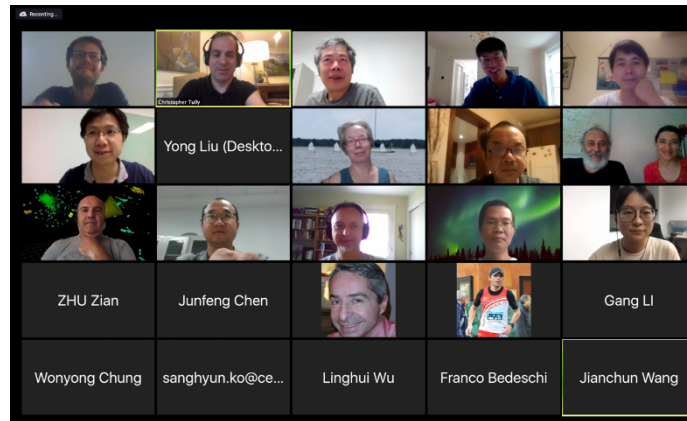 Recording...
Christopher Tully
Yong Liu (Deskto...
ZHU Zian
Junfeng Chen
2553
Gang LI
Wonyong Chung
sanghyun.ko@ce...
Linghui Wu
Franco Bedeschi
Jianchun Wang